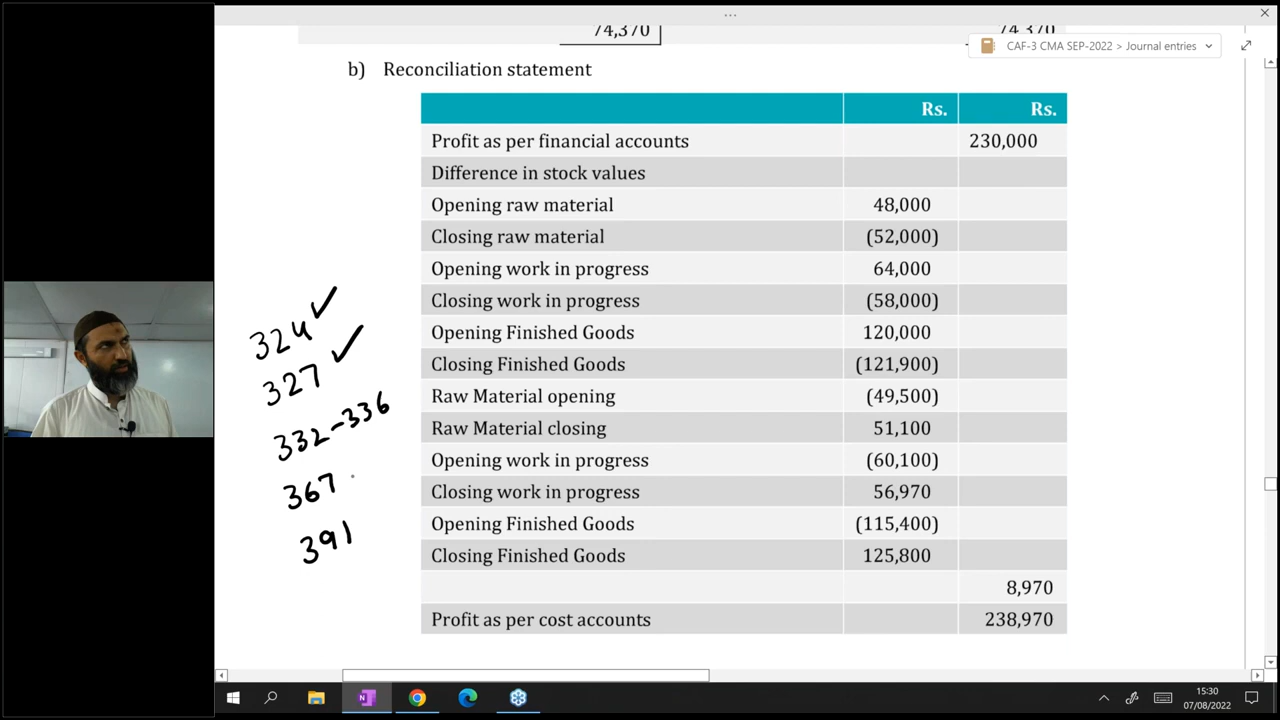 74,370 74,370
CAF-3 CMA SEP-2022 > Journal entries
b) Reconciliation statement
Rs. Rs.
Profit as per financial accounts 230,000
Difference in stock values
Opening raw material 48,000
Closing raw material (52,000)
Opening work in progress 64,000
Closing work in progress (58,000)
Opening Finished Goods 120,000
Closing Finished Goods (121,900)
Raw Material opening (49,500)
Raw Material closing 51,100
Opening work in progress (60,100)
Closing work in progress 56,970
Opening Finished Goods (115,400)
Closing Finished Goods 125,800
8,970
Profit as per cost accounts 238,970
324 ✓
327 ✓
332-336
367
391
15:30
07/08/2022